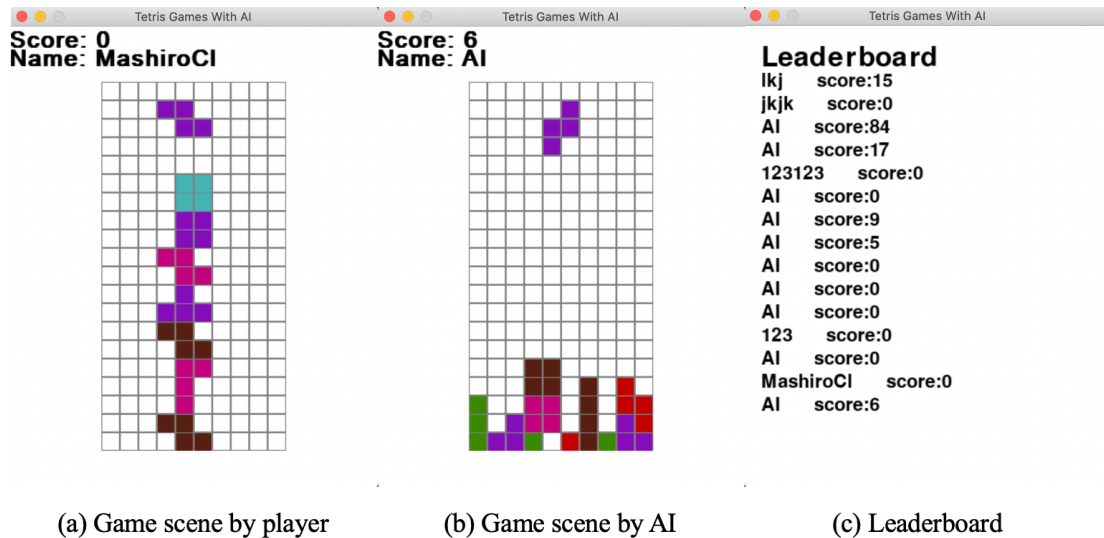 Tetris Games With AI
Score: 0
Name: MashiroCl
(a) Game scene by player
Tetris Games With AI
Score: 6
Name: AI
(b) Game scene by AI
Tetris Games With AI
Leaderboard
lkj score:15
jkjk score:0
AI score:84
AI score:17
123123 score:0
AI score:0
AI score:9
AI score:5
AI score:0
AI score:0
AI score:0
123 score:0
AI score:0
MashiroCl score:0
AI score:6
(c) Leaderboard